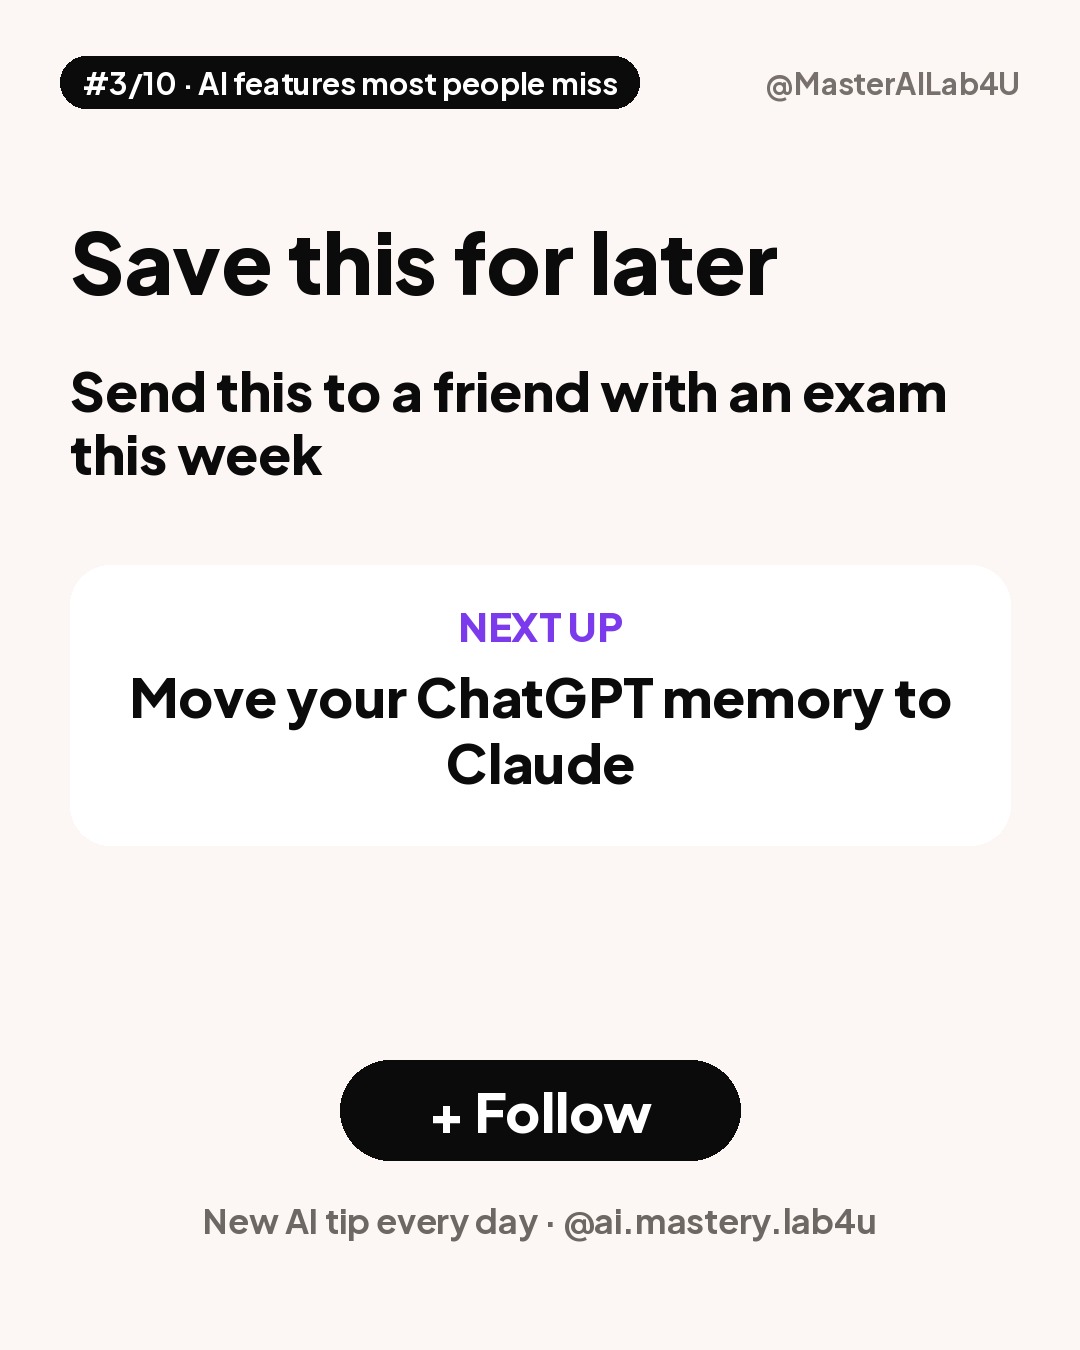 #3/10 · AI features most people miss
@MasterAILab4U
Save this for later
Send this to a friend with an exam
this week
NEXT UP
Move your ChatGPT memory to
Claude
+ Follow
New AI tip every day · @ai.mastery.lab4u